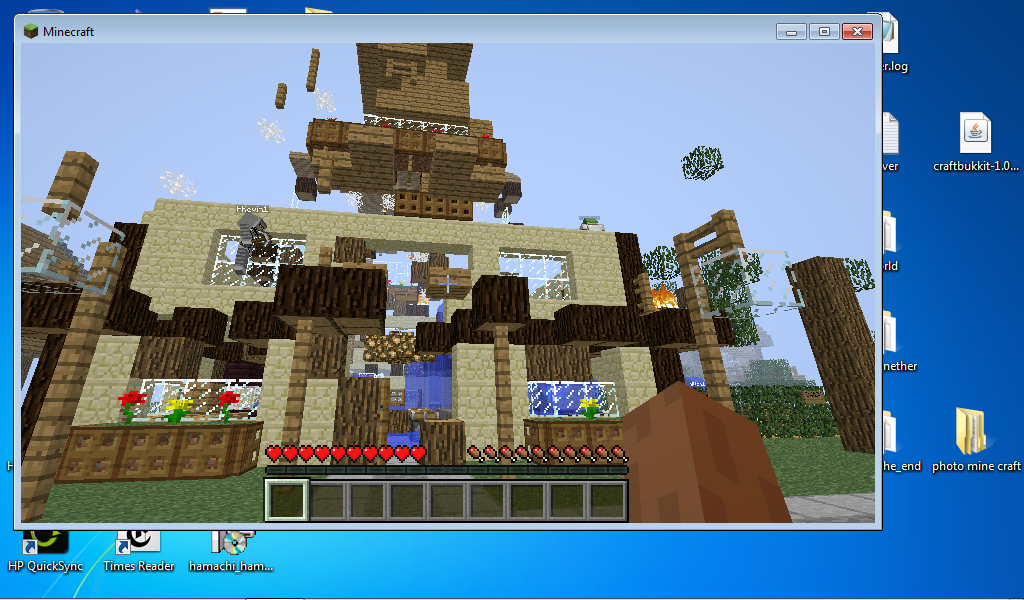 Minecraft
er.log
craftbukkit-1.0...
ver
rld
nether
he_end
photo mine craft
HP QuickSync
Times Reader
hamachi_ham...